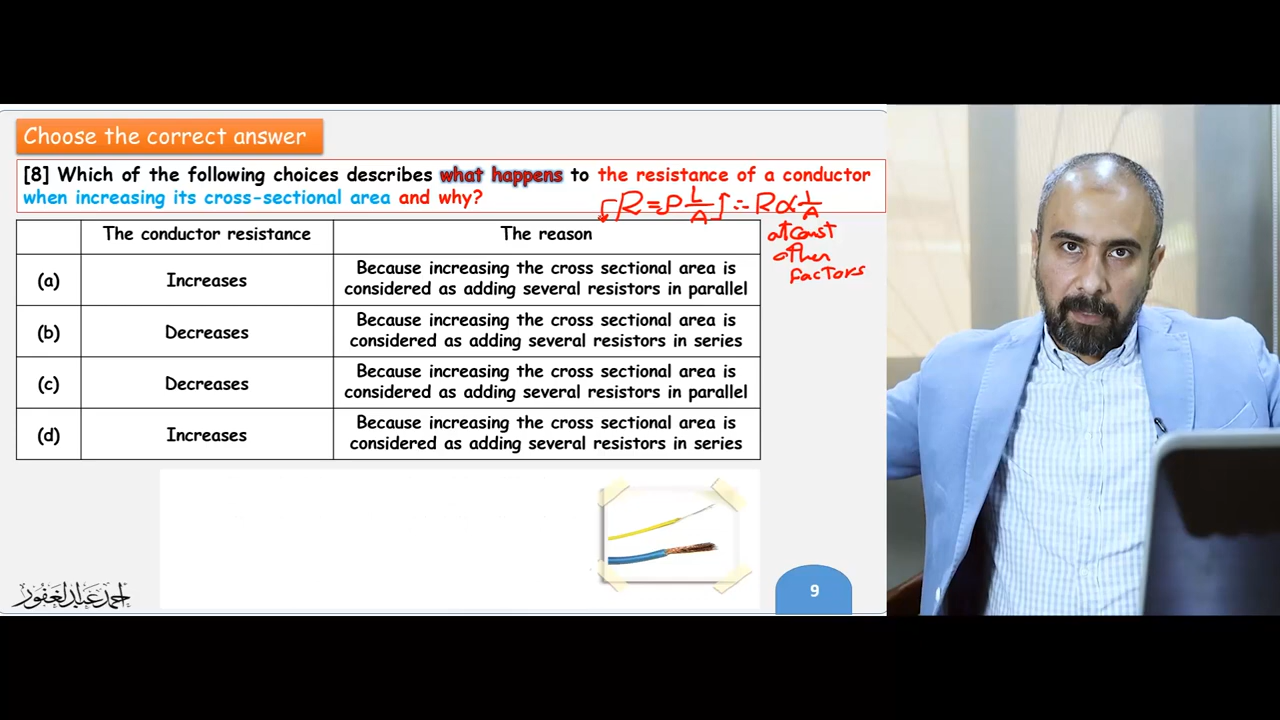 Choose the correct answer
[8] Which of the following choices describes what happens to the resistance of a conductor
when increasing its cross-sectional area and why?
R = ρ L/A ∴ R ∝ 1/A
at const
other
factors
The conductor resistance The reason
(a) Increases Because increasing the cross sectional area is
considered as adding several resistors in parallel
(b) Decreases Because increasing the cross sectional area is
considered as adding several resistors in series
(c) Decreases Because increasing the cross sectional area is
considered as adding several resistors in parallel
(d) Increases Because increasing the cross sectional area is
considered as adding several resistors in series
احمد عبد الغفور
9